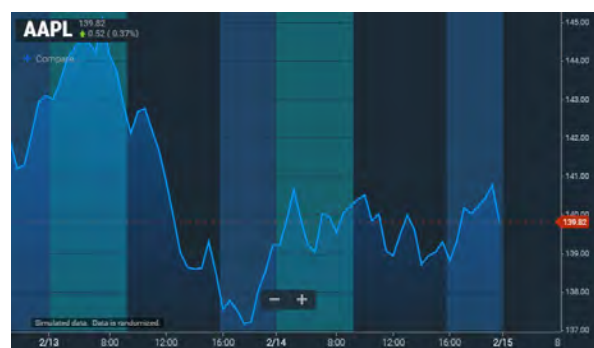 AAPL 139.82
0.52 ( 0.37%)
+ Compare
145.00
144.00
143.00
142.00
141.00
140.00
139.82
139.00
138.00
137.00
− +
Simulated data. Data is randomized.
2/13 8:00 12:00 16:00 2/14 8:00 12:00 16:00 2/15 8